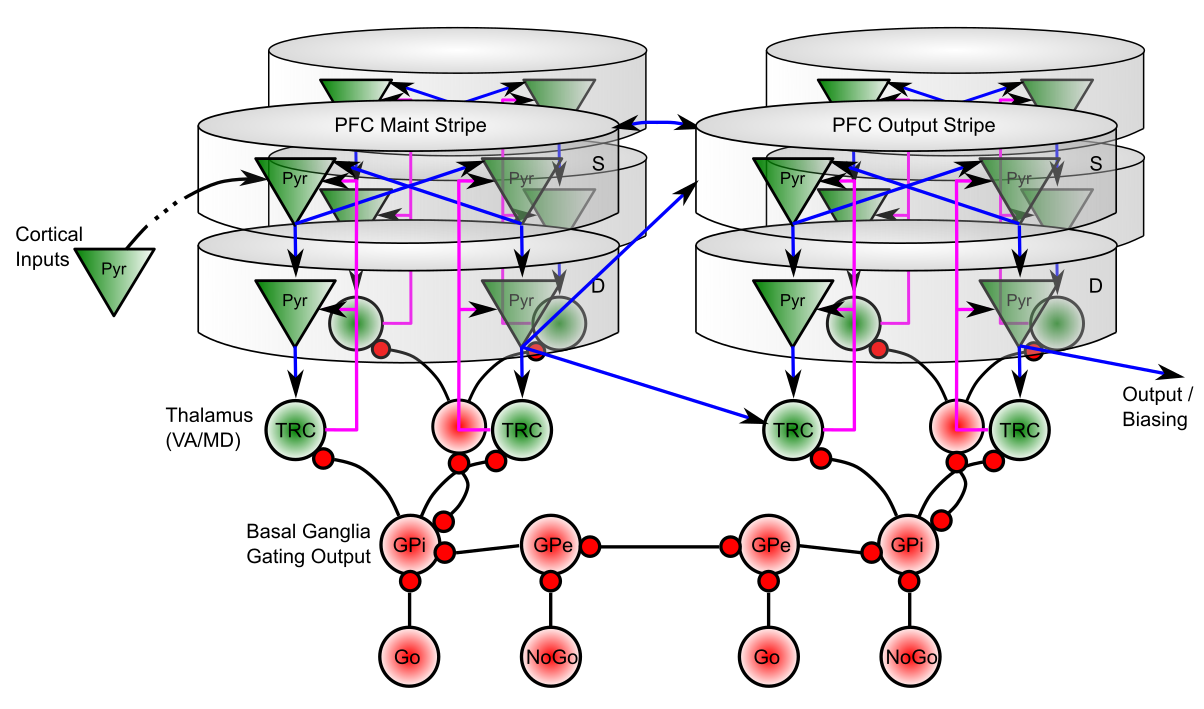 PFC Maint Stripe
PFC Output Stripe
S
S
Pyr
Pyr
Pyr
Pyr
Cortical
Inputs
Pyr
D
D
Pyr
Pyr
Pyr
Pyr
Output /
Biasing
Thalamus
(VA/MD)
TRC
TRC
TRC
TRC
Basal Ganglia
Gating Output
GPi
GPe
GPe
GPi
Go
NoGo
Go
NoGo